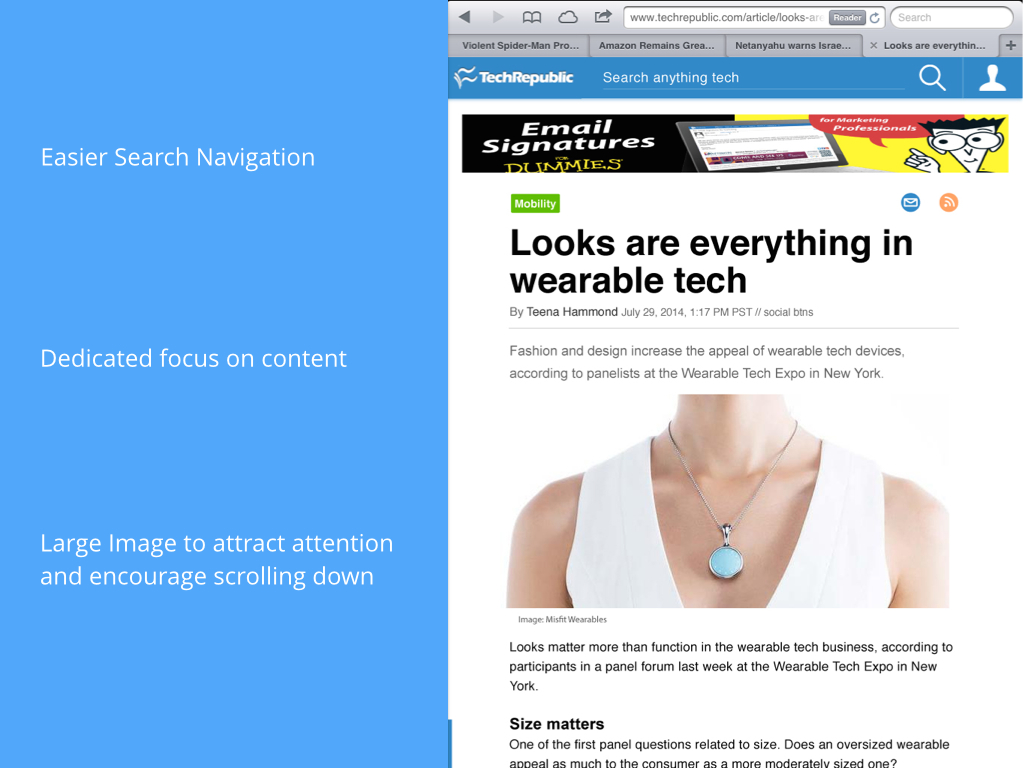 Easier Search Navigation
Dedicated focus on content
Large Image to attract attention
and encourage scrolling down
www.techrepublic.com/article/looks-are
Reader
Search
Violent Spider-Man Pro...
Amazon Remains Grea...
Netanyahu warns Israe...
Looks are everythin...
TechRepublic
Search anything tech
Email
Signatures
FOR
DUMMIES
for Marketing
Professionals
Mobility
Looks are everything in
wearable tech
By Teena Hammond July 29, 2014, 1:17 PM PST // social btns
Fashion and design increase the appeal of wearable tech devices,
according to panelists at the Wearable Tech Expo in New York.
Image: Misfit Wearables
Looks matter more than function in the wearable tech business, according to
participants in a panel forum last week at the Wearable Tech Expo in New
York.
Size matters
One of the first panel questions related to size. Does an oversized wearable
appeal as much to the consumer as a more moderately sized one?